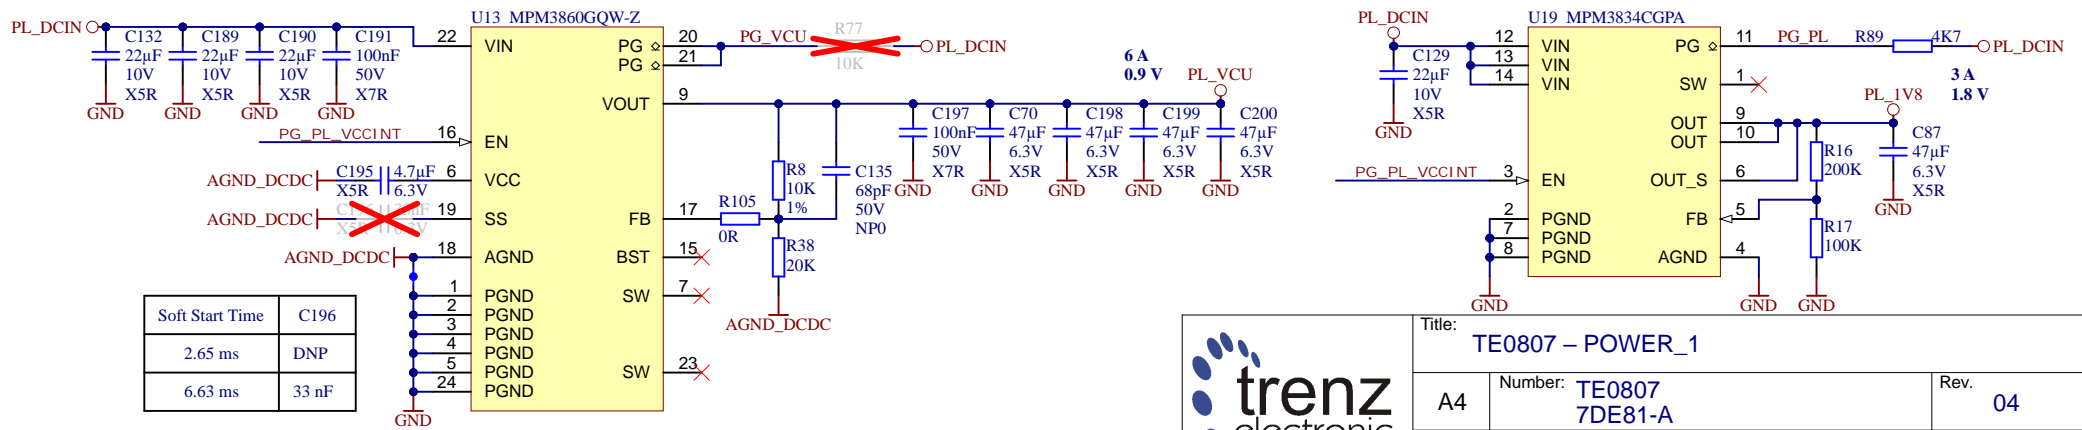 U13 MPM3860GQW-Z
PL_DCIN
C132
22µF
10V
X5R
GND
C189
22µF
10V
X5R
GND
C190
22µF
10V
X5R
GND
C191
100nF
50V
X7R
GND
22 VIN
PG 20
PG 21
PG_VCU
R77
10K
PL_DCIN
6 A
0.9 V
PL_VCU
VOUT 9
PG_PL_VCCINT
16 EN
AGND_DCDC
C195 4.7µF
X5R 6.3V
6 VCC
AGND_DCDC
19 SS
AGND_DCDC
18 AGND
1 PGND
2 PGND
3 PGND
4 PGND
5 PGND
24 PGND
GND
FB 17
BST 15
SW 7
SW 23
R105
0R
R8
10K
1%
C135
68pF
50V
NP0
R38
20K
AGND_DCDC
C197
100nF
50V
X7R
GND
C70
47µF
6.3V
X5R
GND
C198
47µF
6.3V
X5R
GND
C199
47µF
6.3V
X5R
GND
C200
47µF
6.3V
X5R
GND
Soft Start Time C196
2.65 ms DNP
6.63 ms 33 nF
U19 MPM3834CGPA
PL_DCIN
C129
22µF
10V
X5R
GND
12 VIN
13 VIN
14 VIN
PG 11
PG_PL
R89 4K7
PL_DCIN
SW 1
3 A
1.8 V
PL_1V8
OUT 9
OUT 10
OUT_S 6
PG_PL_VCCINT
3 EN
FB 5
2 PGND
7 PGND
8 PGND
AGND 4
GND
GND
GND
R16
200K
R17
100K
C87
47µF
6.3V
X5R
GND
trenz
electronic
Title:
TE0807 – POWER_1
A4
Number: TE0807
7DE81-A
Rev.
04